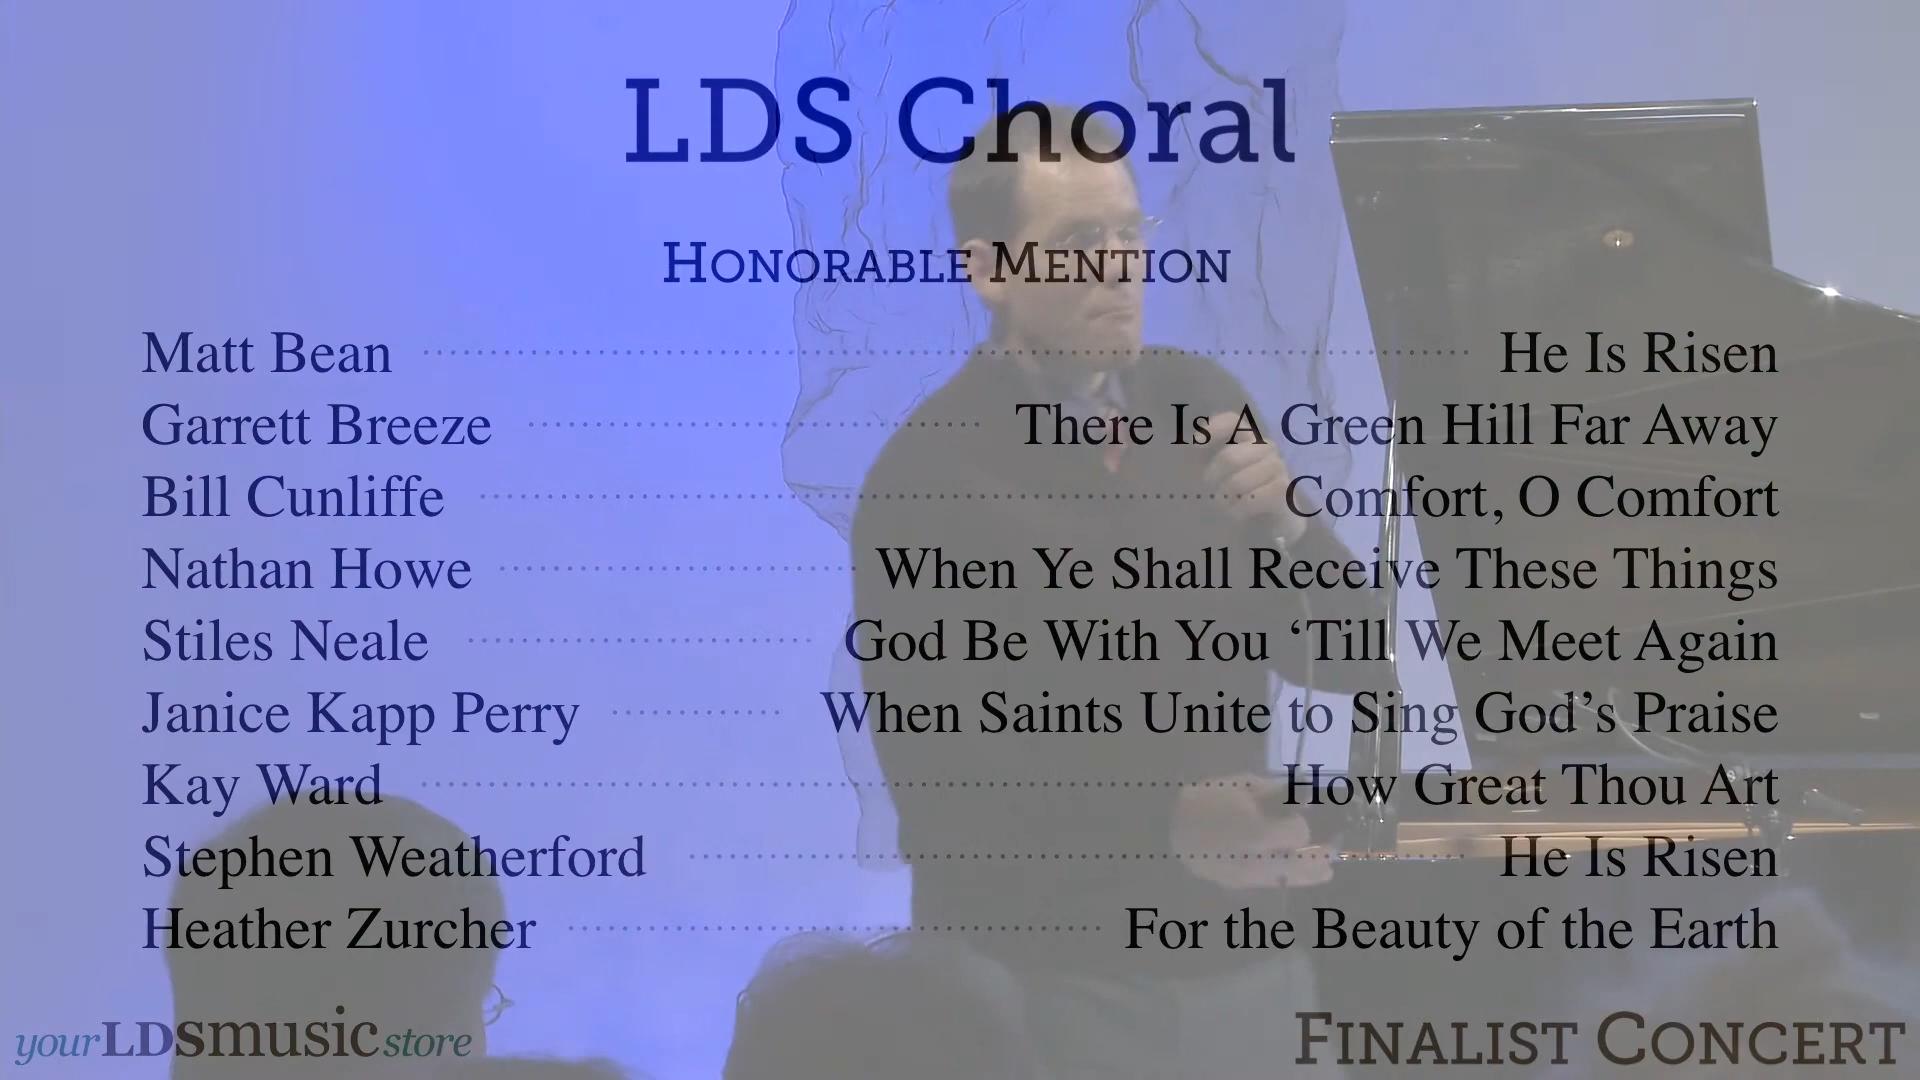 LDS Choral
HONORABLE MENTION
Matt Bean He Is Risen
Garrett Breeze There Is A Green Hill Far Away
Bill Cunliffe Comfort, O Comfort
Nathan Howe When Ye Shall Receive These Things
Stiles Neale God Be With You ‘Till We Meet Again
Janice Kapp Perry When Saints Unite to Sing God’s Praise
Kay Ward How Great Thou Art
Stephen Weatherford He Is Risen
Heather Zurcher For the Beauty of the Earth
yourLDSmusicstore FINALIST CONCERT